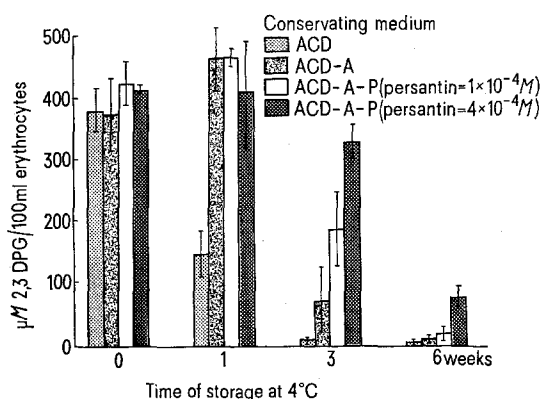 Conservating medium
ACD
ACD-A
ACD-A-P(persantin=1×10⁻⁴M)
ACD-A-P(persantin=4×10⁻⁴M)
500
400
300
200
100
0
µM 2,3 DPG/100ml erythrocytes
0 1 3 6 weeks
Time of storage at 4°C